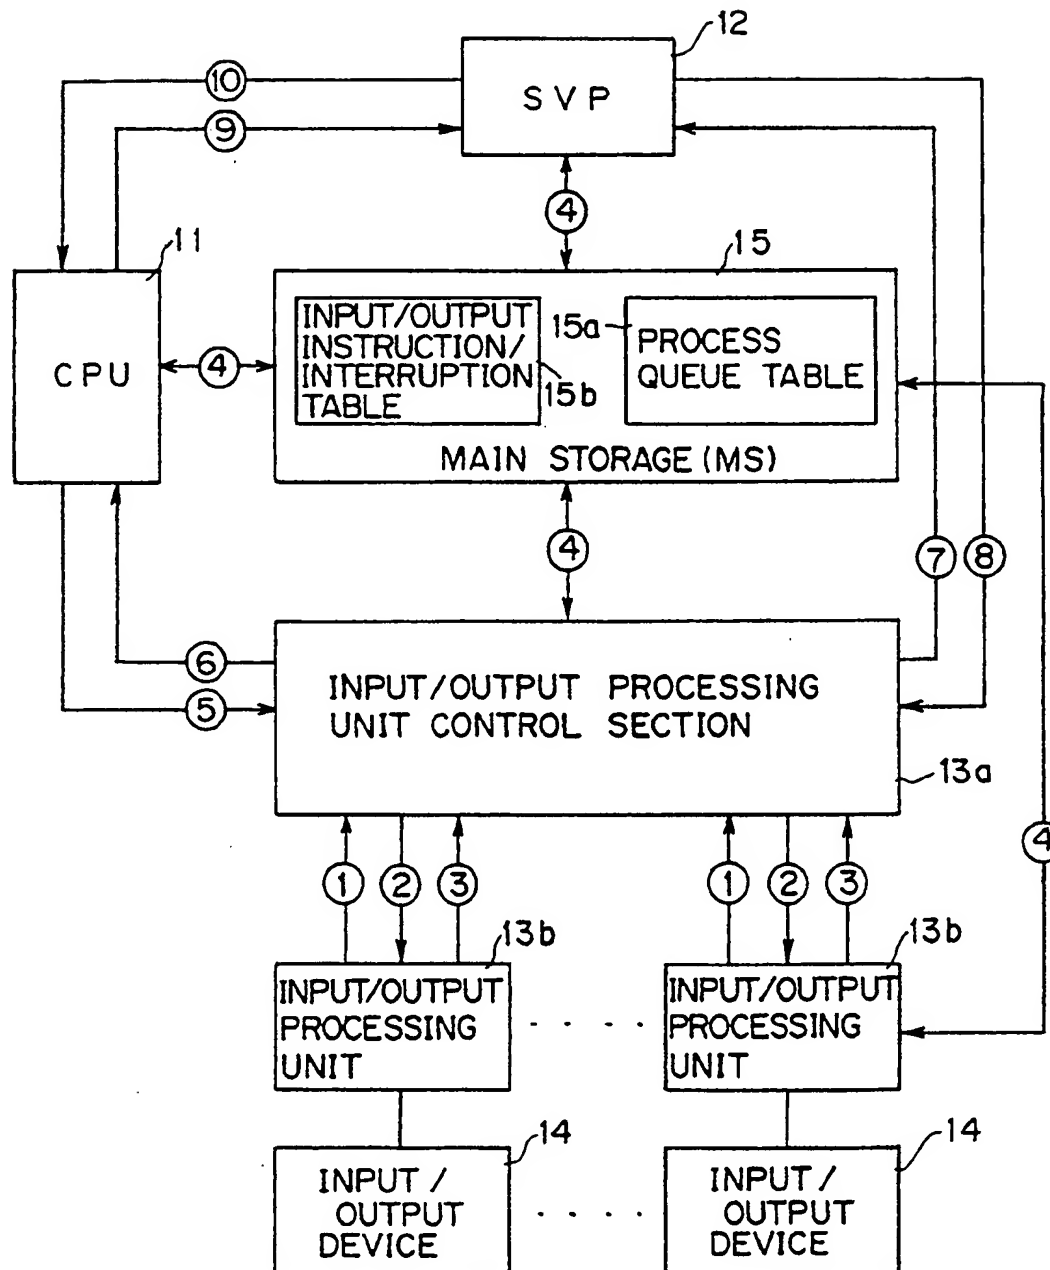 12
⑩
SVP
⑨
④
11
15
INPUT/OUTPUT
INSTRUCTION/
INTERRUPTION
TABLE
15b
15a
PROCESS
QUEUE TABLE
CPU
④
MAIN STORAGE (MS)
④
⑦
⑧
⑥
⑤
INPUT/OUTPUT PROCESSING
UNIT CONTROL SECTION
13a
④
①
②
③
①
②
③
13b
13b
INPUT/OUTPUT
PROCESSING
UNIT
. . . . .
INPUT/OUTPUT
PROCESSING
UNIT
14
14
INPUT /
OUTPUT
DEVICE
. . . . .
INPUT /
OUTPUT
DEVICE